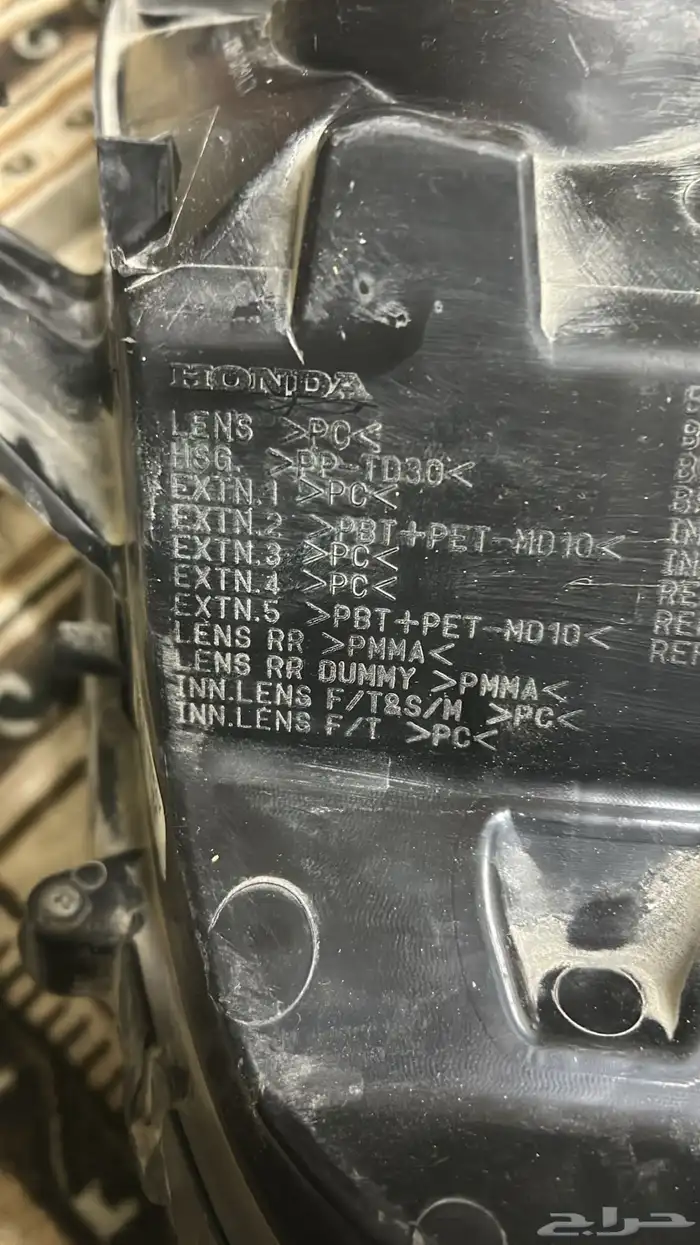 HONDA
LENS >PC<
HSG. >PP-TD30<
EXTN.1 >PC<
EXTN.2 >PBT+PET-MD10<
EXTN.3 >PC<
EXTN.4 >PC<
EXTN.5 >PBT+PET-MD10<
LENS RR >PMMA<
LENS RR DUMMY >PMMA<
INN.LENS F/T&S/M >PC<
INN.LENS F/T >PC<
حراج